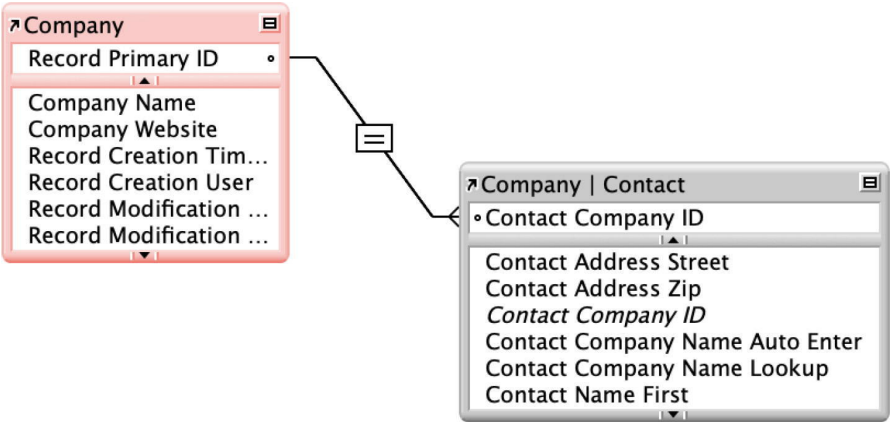 Company
Record Primary ID
Company Name
Company Website
Record Creation Tim...
Record Creation User
Record Modification ...
Record Modification ...
=
Company | Contact
Contact Company ID
Contact Address Street
Contact Address Zip
Contact Company ID
Contact Company Name Auto Enter
Contact Company Name Lookup
Contact Name First